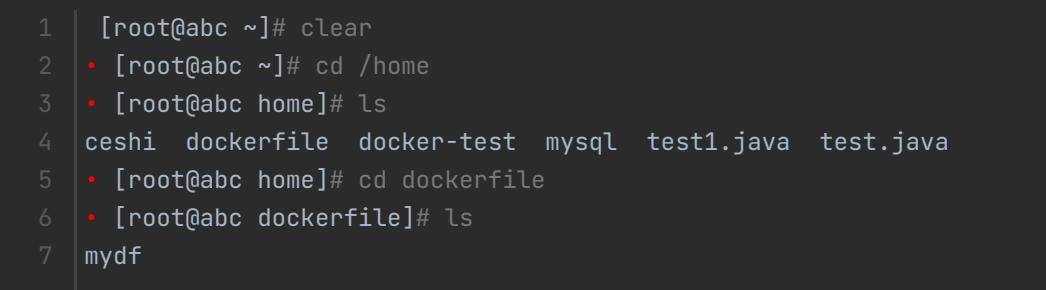 1 [root@abc ~]# clear
2 • [root@abc ~]# cd /home
3 • [root@abc home]# ls
4 ceshi  dockerfile  docker-test  mysql  test1.java  test.java
5 • [root@abc home]# cd dockerfile
6 • [root@abc dockerfile]# ls
7 mydf